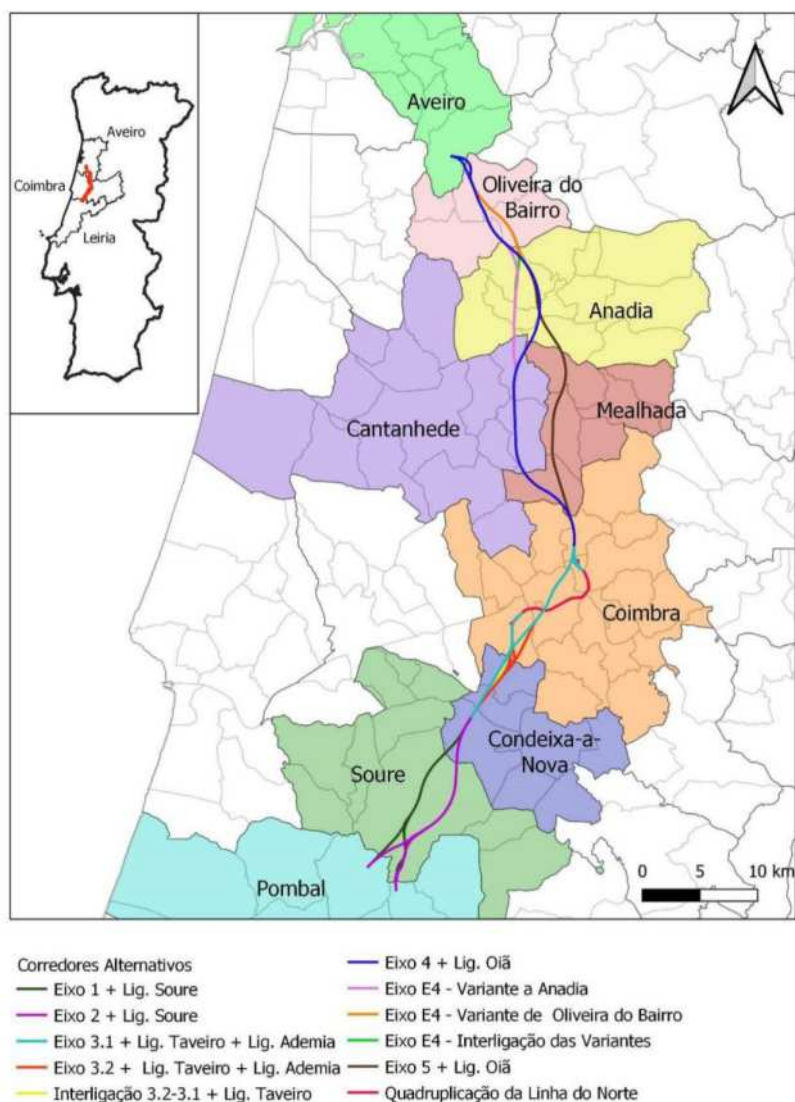 Aveiro
Coimbra
Leiria
Aveiro
Oliveira do
Bairro
Anadia
Mealhada
Cantanhede
Coimbra
Condeixa-a-
Nova
Soure
Pombal
0 5 10 km
Corredores Alternativos
Eixo 1 + Lig. Soure
Eixo 2 + Lig. Soure
Eixo 3.1 + Lig. Taveiro + Lig. Ademia
Eixo 3.2 + Lig. Taveiro + Lig. Ademia
Interligação 3.2-3.1 + Lig. Taveiro
Eixo 4 + Lig. Oiã
Eixo E4 - Variante a Anadia
Eixo E4 - Variante de Oliveira do Bairro
Eixo E4 - Interligação das Variantes
Eixo 5 + Lig. Oiã
Quadruplicação da Linha do Norte